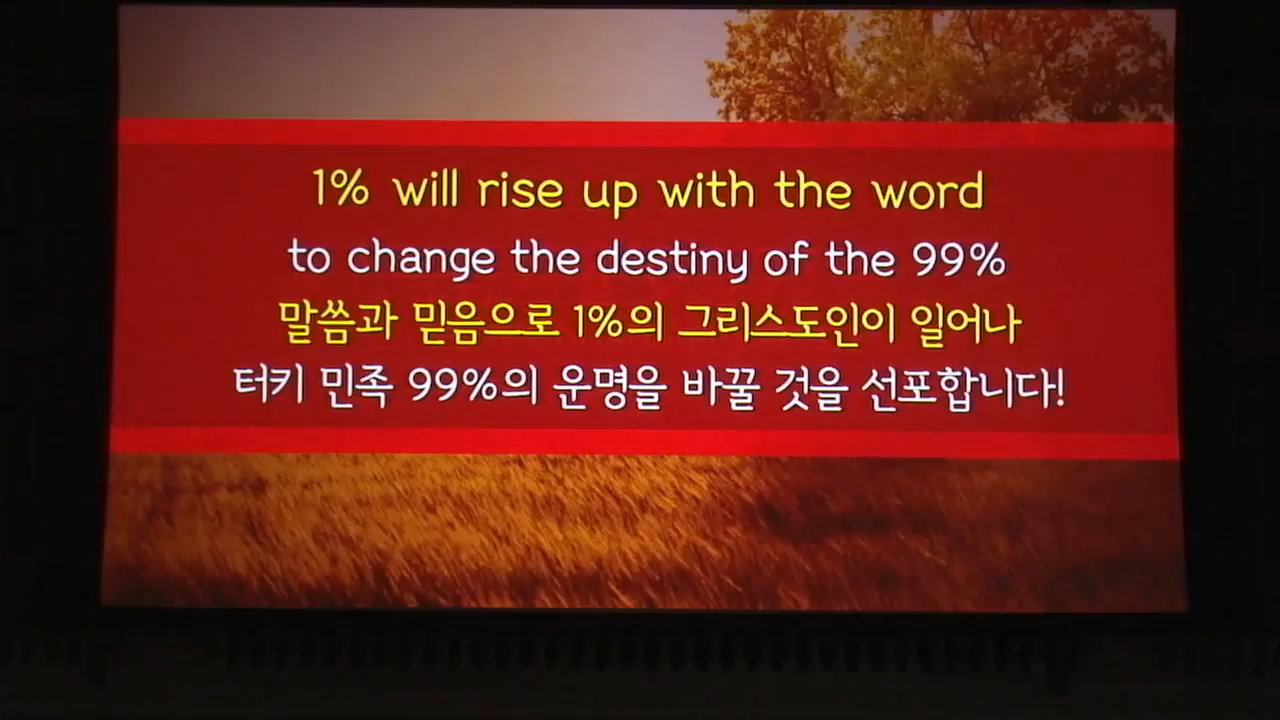 1% will rise up with the word
to change the destiny of the 99%
말씀과 믿음으로 1%의 그리스도인이 일어나
터키 민족 99%의 운명을 바꿀 것을 선포합니다!